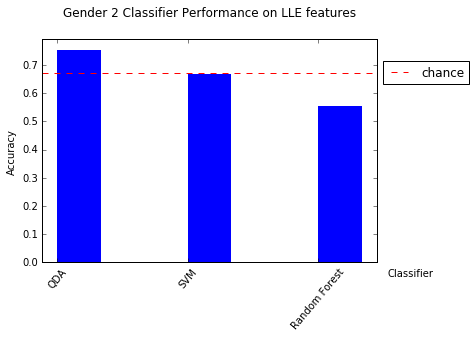 Gender 2 Classifier Performance on LLE features
0.7
0.6
0.5
0.4
0.3
0.2
0.1
0.0
Accuracy
chance
QDA
SVM
Random Forest
Classifier